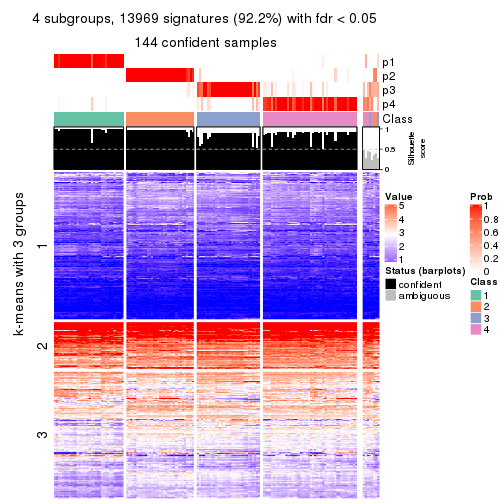 4 subgroups, 13969 signatures (92.2%) with fdr < 0.05
144 confident samples
p1
p2
p3
p4
Class
1
0.5
0
Silhouette
score
k-means with 3 groups
1
2
3
Value
5
4
3
2
1
Prob
1
0.8
0.6
0.4
0.2
0
Status (barplots)
confident
ambiguous
Class
1
2
3
4